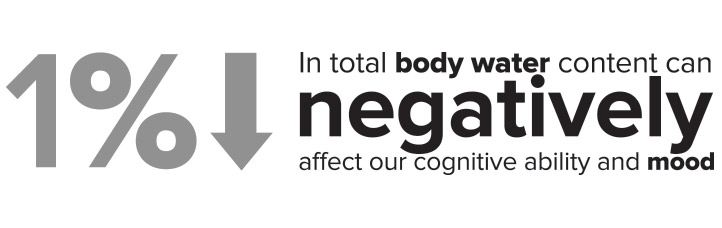 1%
In total body water content can
negatively
affect our cognitive ability and mood